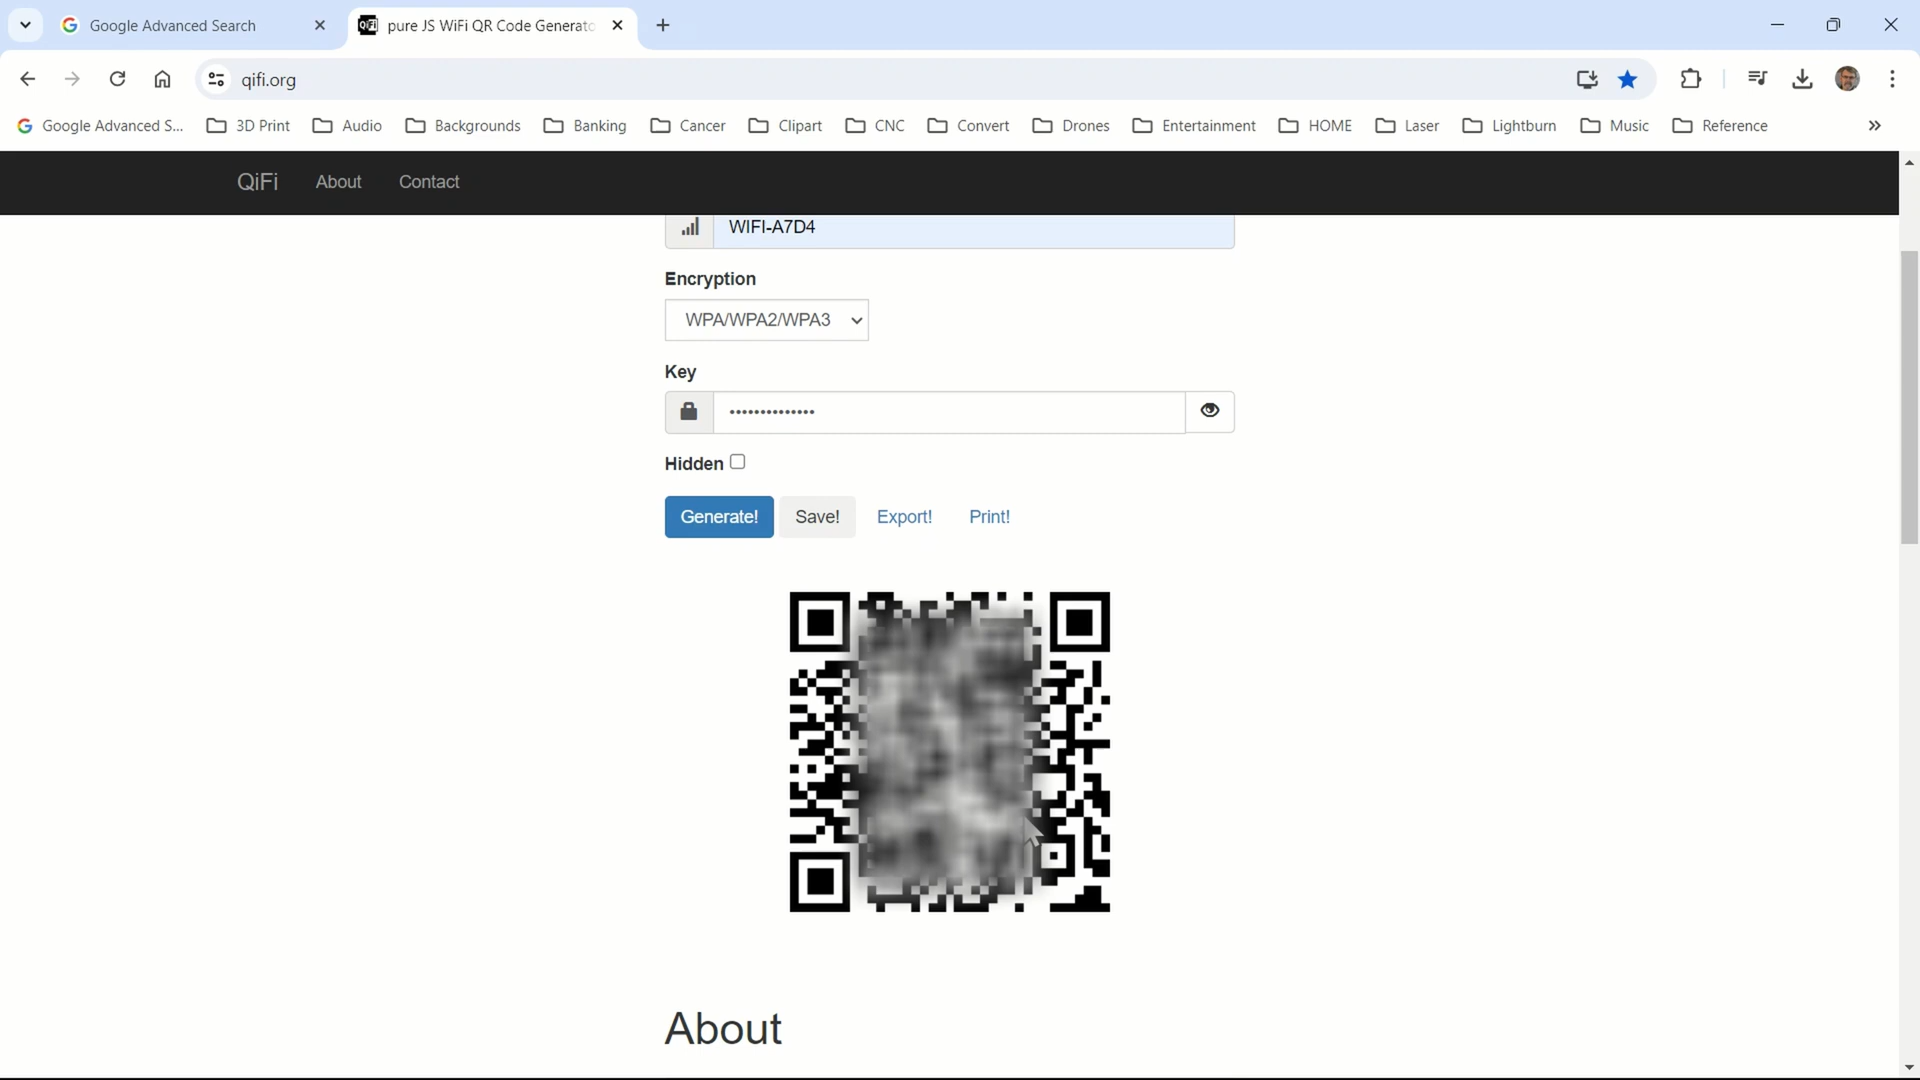 Google Advanced Search
pure JS WiFi QR Code Generato
qifi.org
Google Advanced S... 3D Print Audio Backgrounds Banking Cancer Clipart CNC Convert Drones Entertainment HOME Laser Lightburn Music Reference
QiFi About Contact
WIFI-A7D4
Encryption
WPA/WPA2/WPA3
Key
••••••••••••••
Hidden
Generate! Save! Export! Print!
About